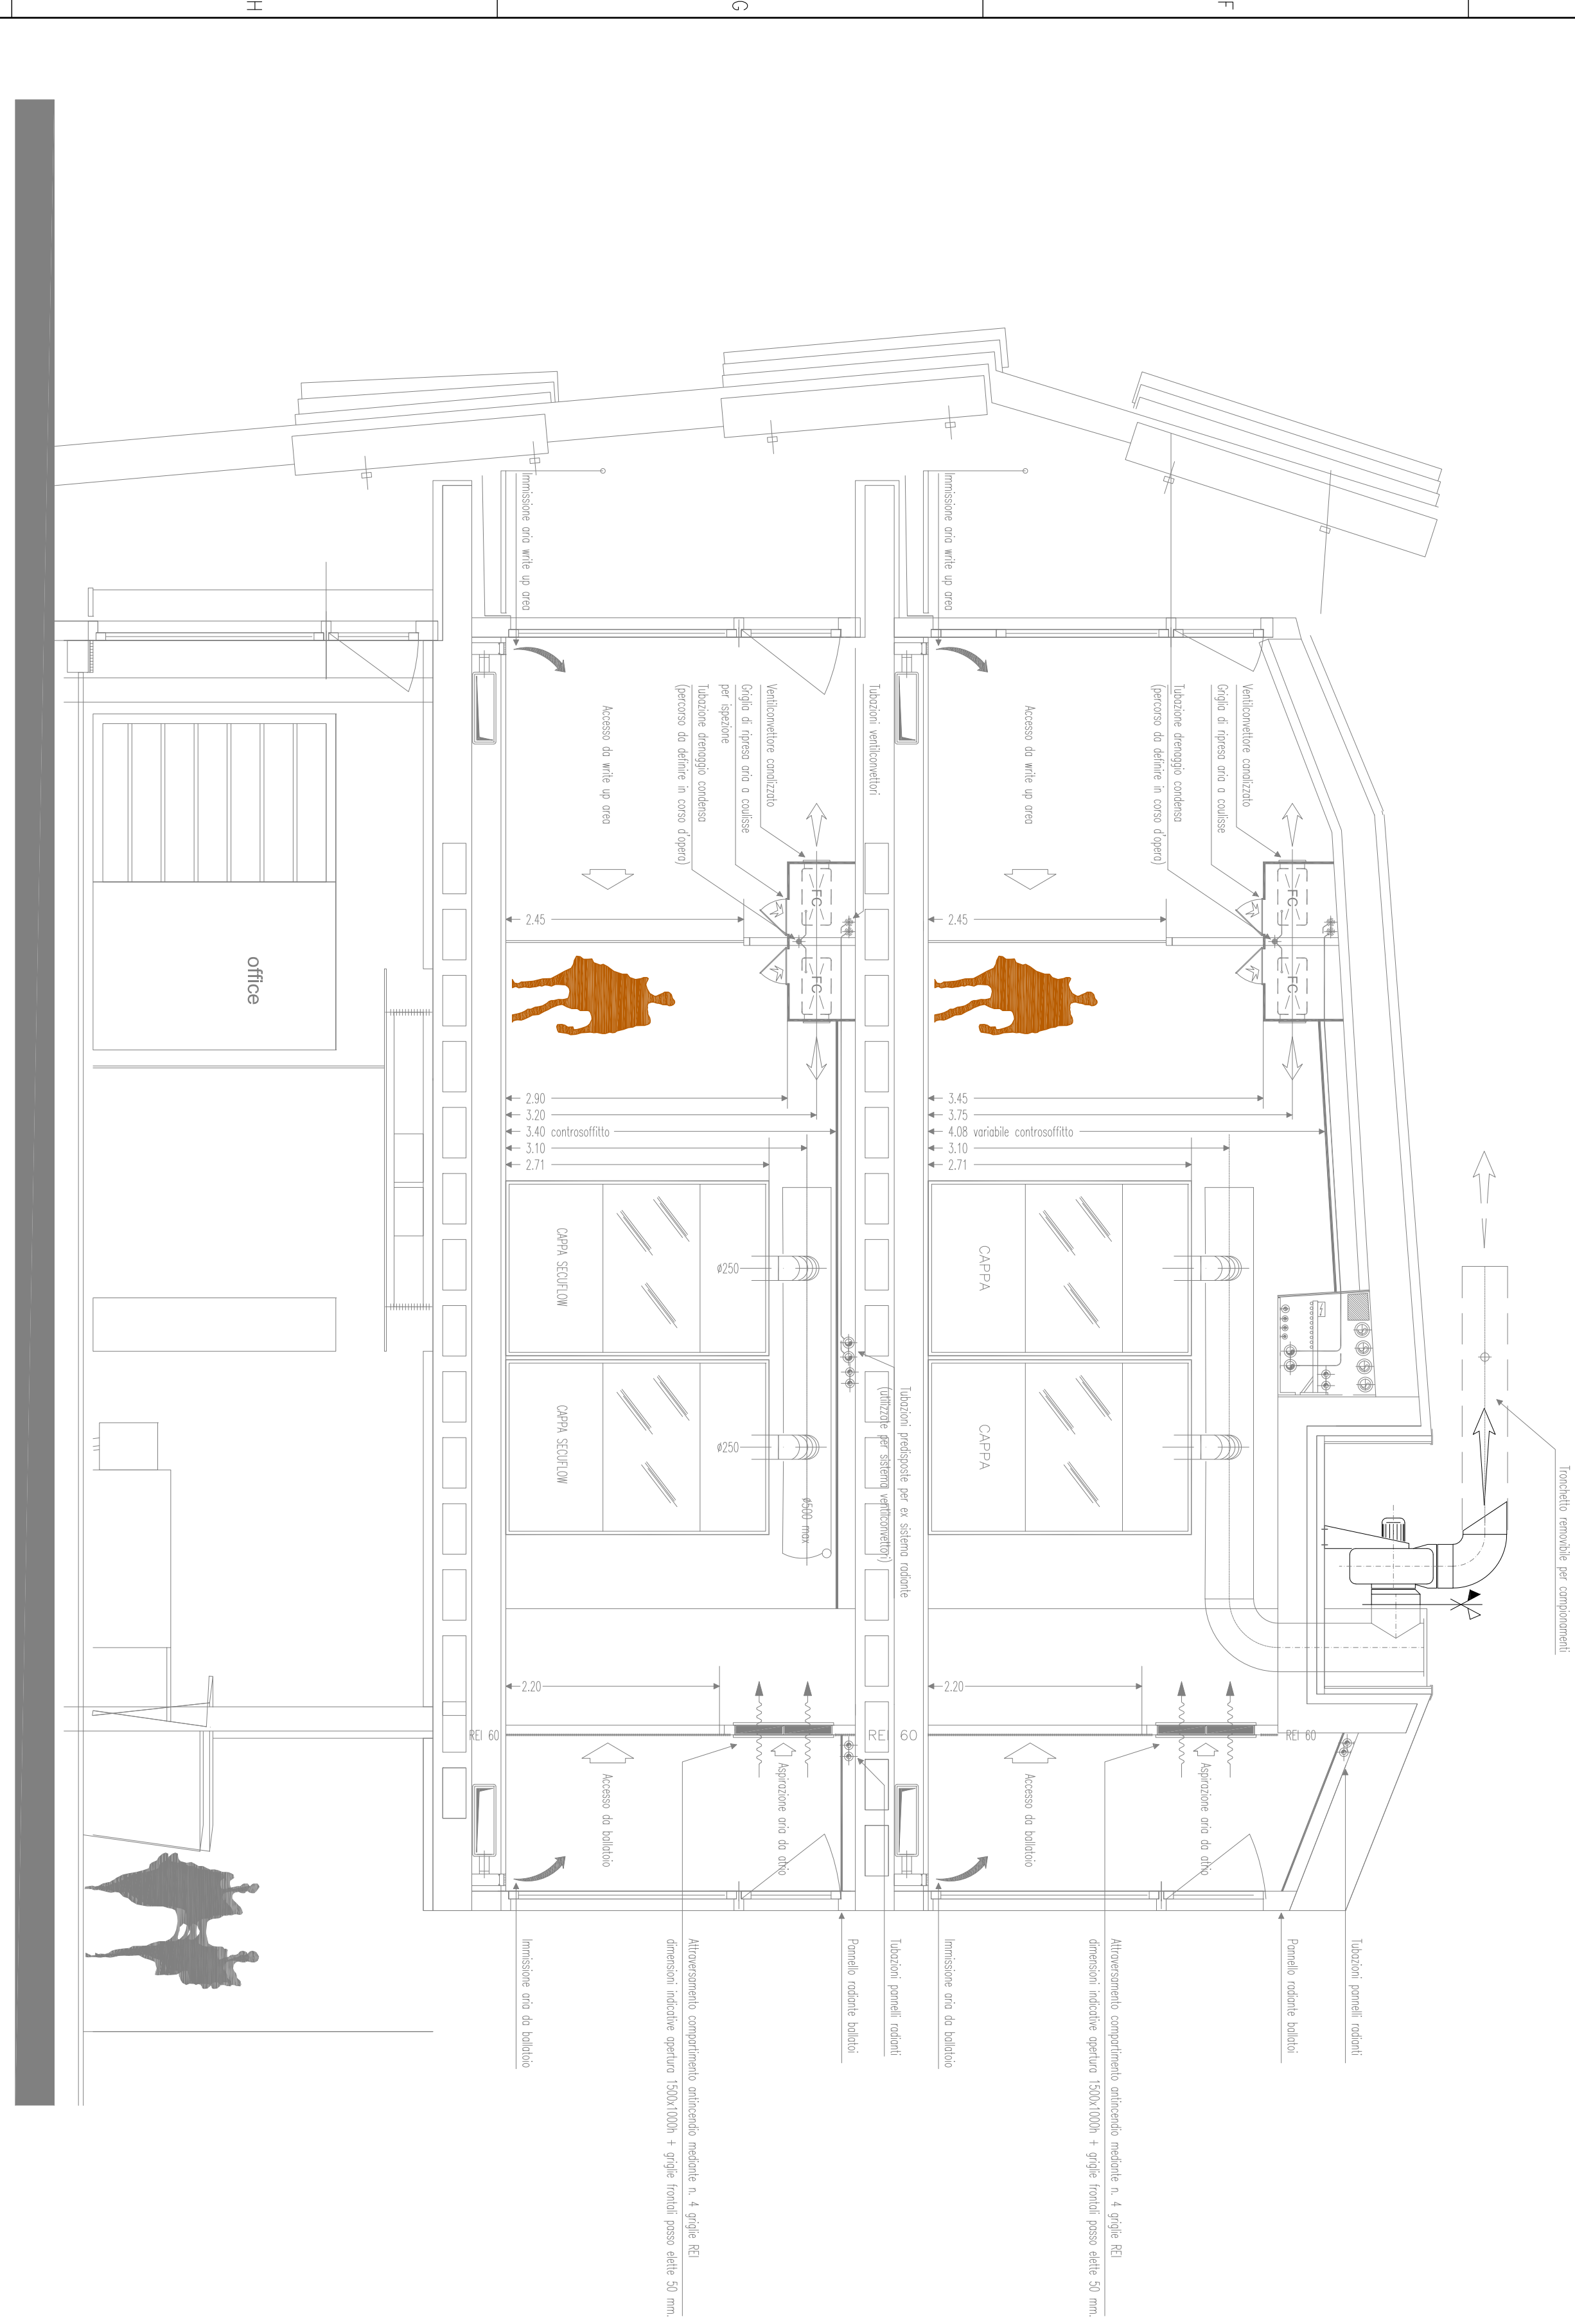 F
G
H
Tronchetto removibile per campionamenti
Ventilconvettore canalizzato
Griglia di ripresa aria a coulisse
Tubazione drenaggio condensa
(percorso da definire in corso d'opera)
Accesso da write up area
Immissione aria write up area
FC
FC
2.45
3.45
3.75
4.08 variabile controsoffitto
3.10
2.71
CAPPA
CAPPA
2.20
REI 60
Aspirazione aria da atrio
Accesso da ballatoio
Tubazioni pannelli radianti
Pannello radiante ballatoi
Attraversamento compartimento antincendio mediante n. 4 griglie REI
dimensioni indicative apertura 1500x1000h + griglie frontali passo alette 50 mm.
Immissione aria da ballatoio
Tubazioni ventilconvettori
Ventilconvettore canalizzato
Griglia di ripresa aria a coulisse
per ispezione
Tubazione drenaggio condensa
(percorso da definire in corso d'opera)
Accesso da write up area
Immissione aria write up area
FC
FC
2.45
2.90
3.20
3.40 controsoffitto
3.10
2.71
Tubazioni predisposte per ex sistema radiante
(utilizzate per sistema ventilconvettori)
ø250
ø250
ø500 max
CAPPA SECUFLOW
CAPPA SECUFLOW
2.20
REI 60
REI 60
Aspirazione aria da atrio
Accesso da ballatoio
Tubazioni pannelli radianti
Pannello radiante ballatoi
Attraversamento compartimento antincendio mediante n. 4 griglie REI
dimensioni indicative apertura 1500x1000h + griglie frontali passo alette 50 mm.
Immissione aria da ballatoio
office